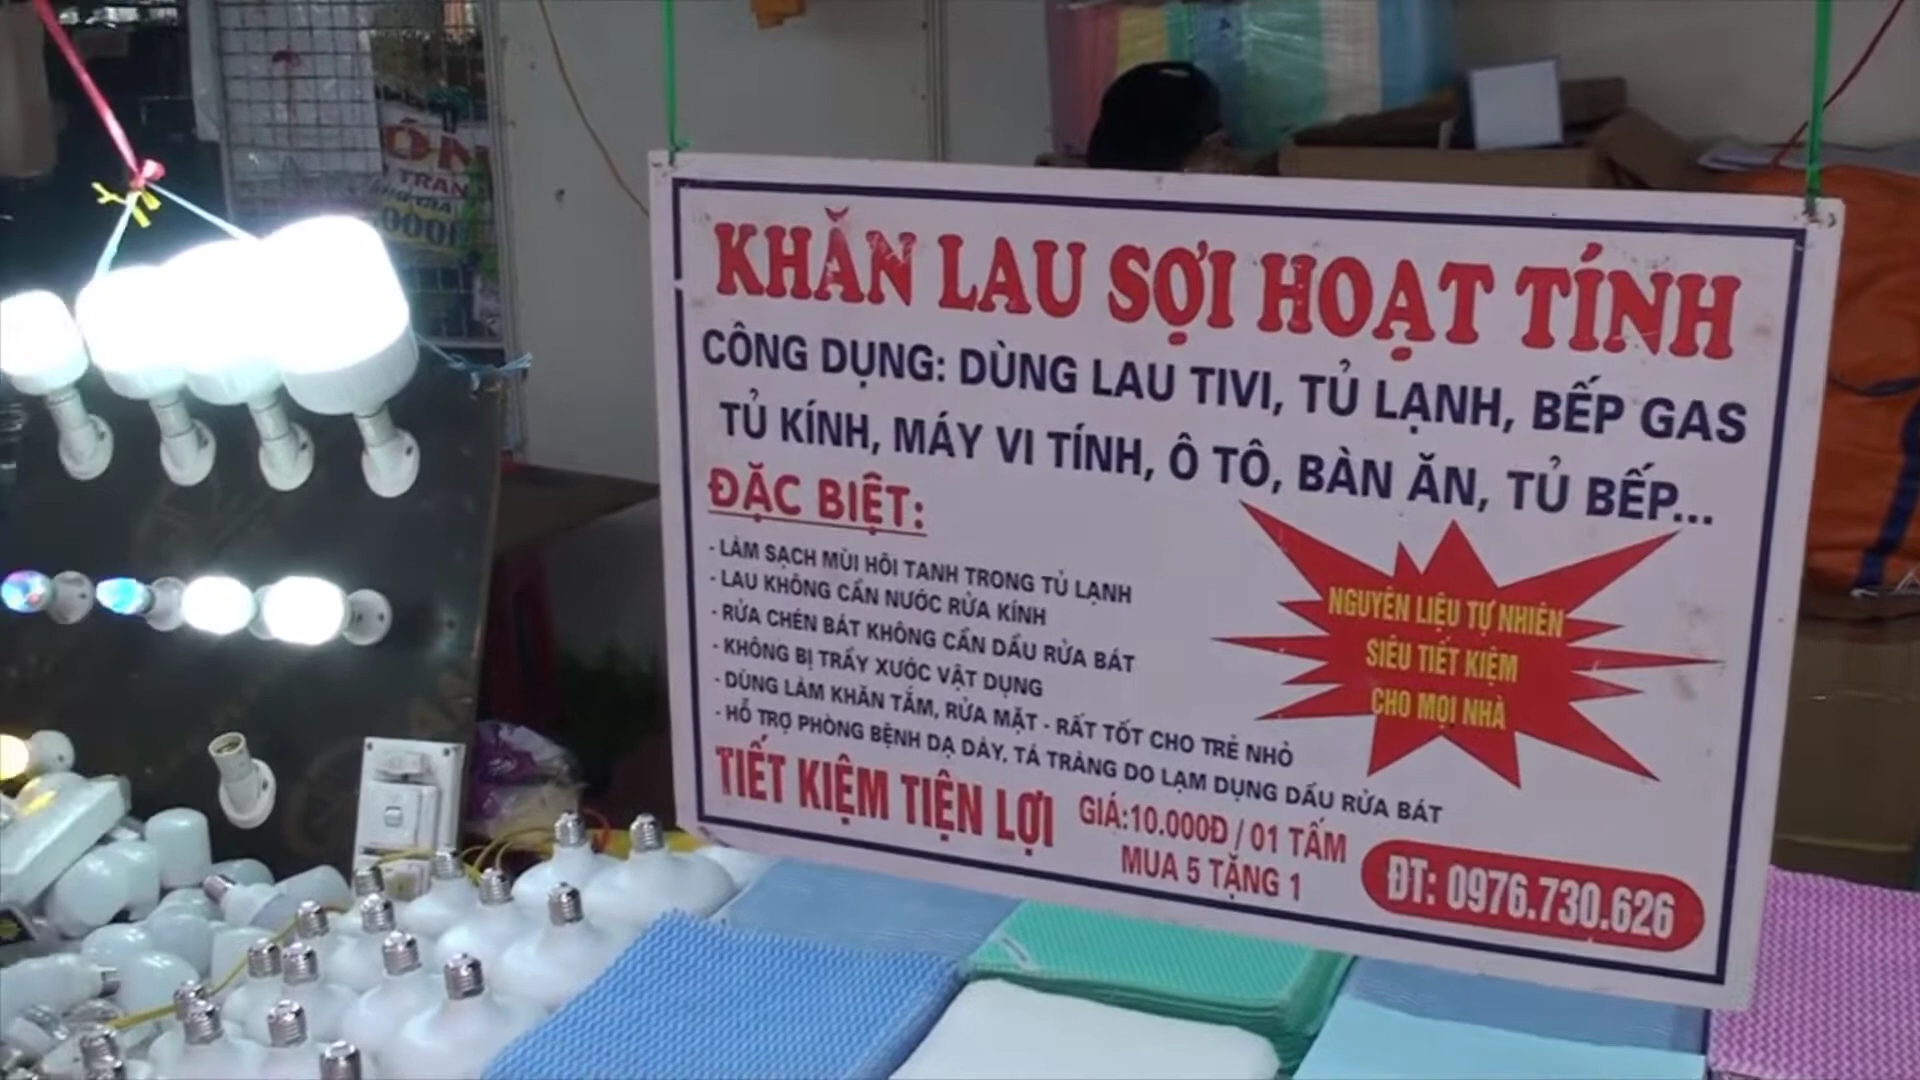 ÓN
TRAN
000
KHĂN LAU SỢI HOẠT TÍNH
CÔNG DỤNG: DÙNG LAU TIVI, TỦ LẠNH, BẾP GAS
TỦ KÍNH, MÁY VI TÍNH, Ô TÔ, BÀN ĂN, TỦ BẾP...
ĐẶC BIỆT:
- LÀM SẠCH MÙI HÔI TANH TRONG TỦ LẠNH
- LAU KHÔNG CẦN NƯỚC RỬA KÍNH
- RỬA CHÉN BÁT KHÔNG CẦN DẦU RỬA BÁT
- KHÔNG BỊ TRẦY XƯỚC VẬT DỤNG
- DÙNG LÀM KHĂN TẮM, RỬA MẶT - RẤT TỐT CHO TRẺ NHỎ
- HỖ TRỢ PHÒNG BỆNH DẠ DÀY, TÁ TRÀNG DO LẠM DỤNG DẦU RỬA BÁT
NGUYÊN LIỆU TỰ NHIÊN
SIÊU TIẾT KIỆM
CHO MỌI NHÀ
TIẾT KIỆM TIỆN LỢI
GIÁ:10.000Đ / 01 TẤM
MUA 5 TẶNG 1
ĐT: 0976.730.626